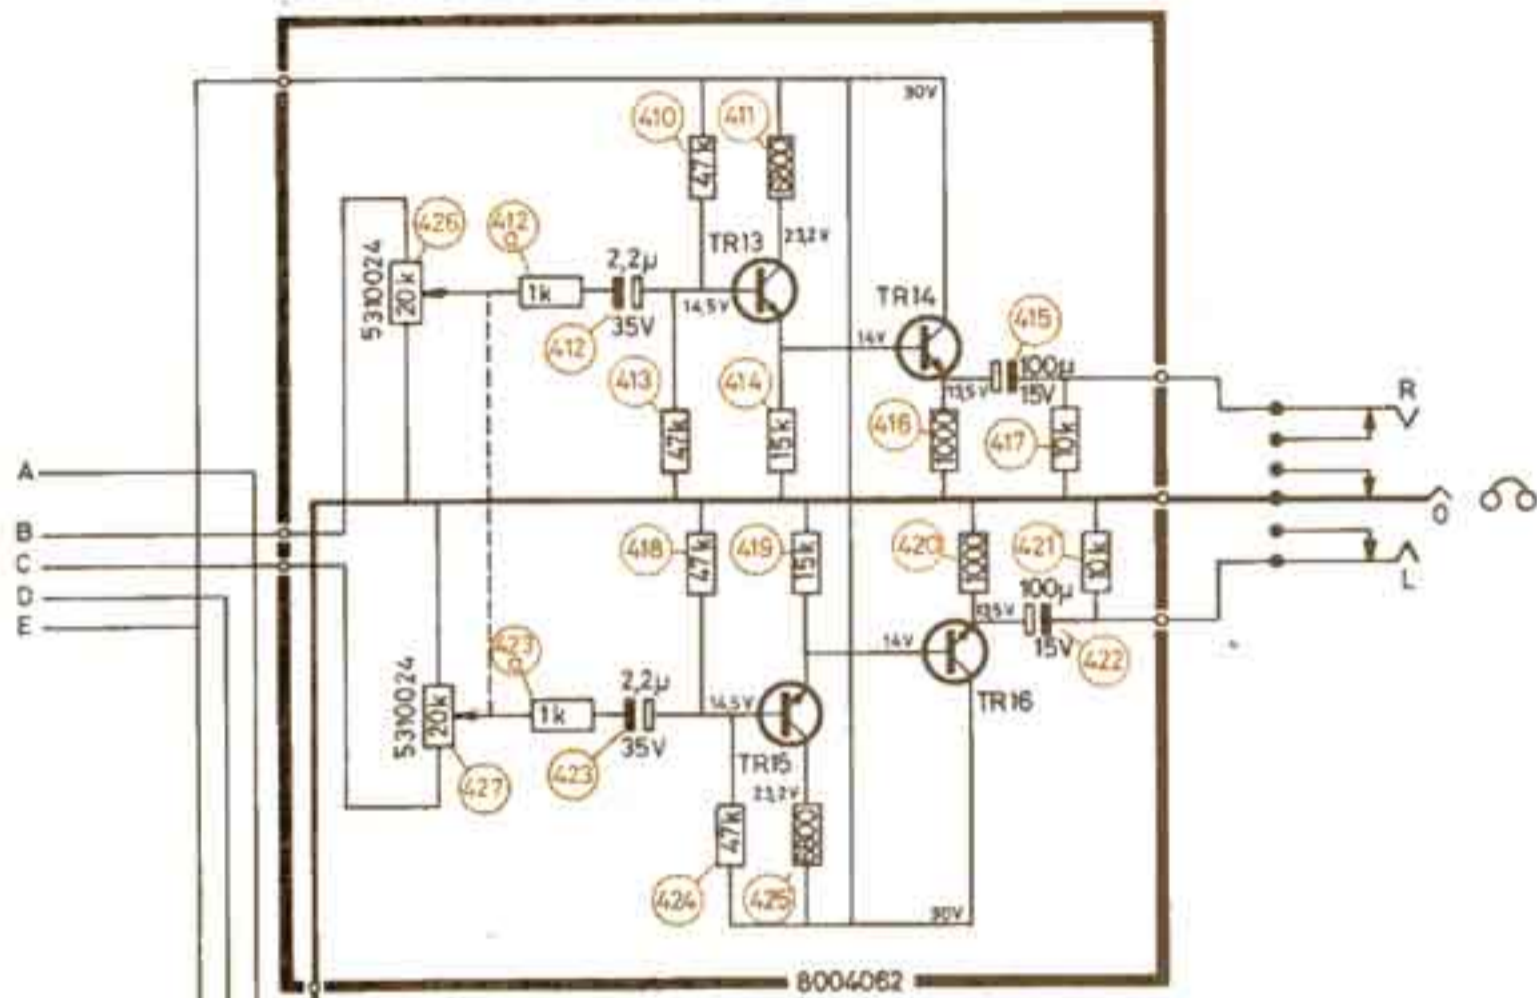 30V
410
411
47k
6800
426
412
a
TR13
23,2V
5310024
20k
1k
2,2μ
35V
14,5V
412
TR14
415
14V
100μ
15V
413
414
13,5V
416
417
47k
15k
1000
10k
R
A
B
C
D
E
0
418
419
420
421
47k
15k
1000
10k
L
100μ
13,5V
15V
422
14V
423
a
5310024
20k
1k
2,2μ
35V
14,5V
TR16
427
423
TR15
23,2V
47k
6800
424
425
30V
8004062